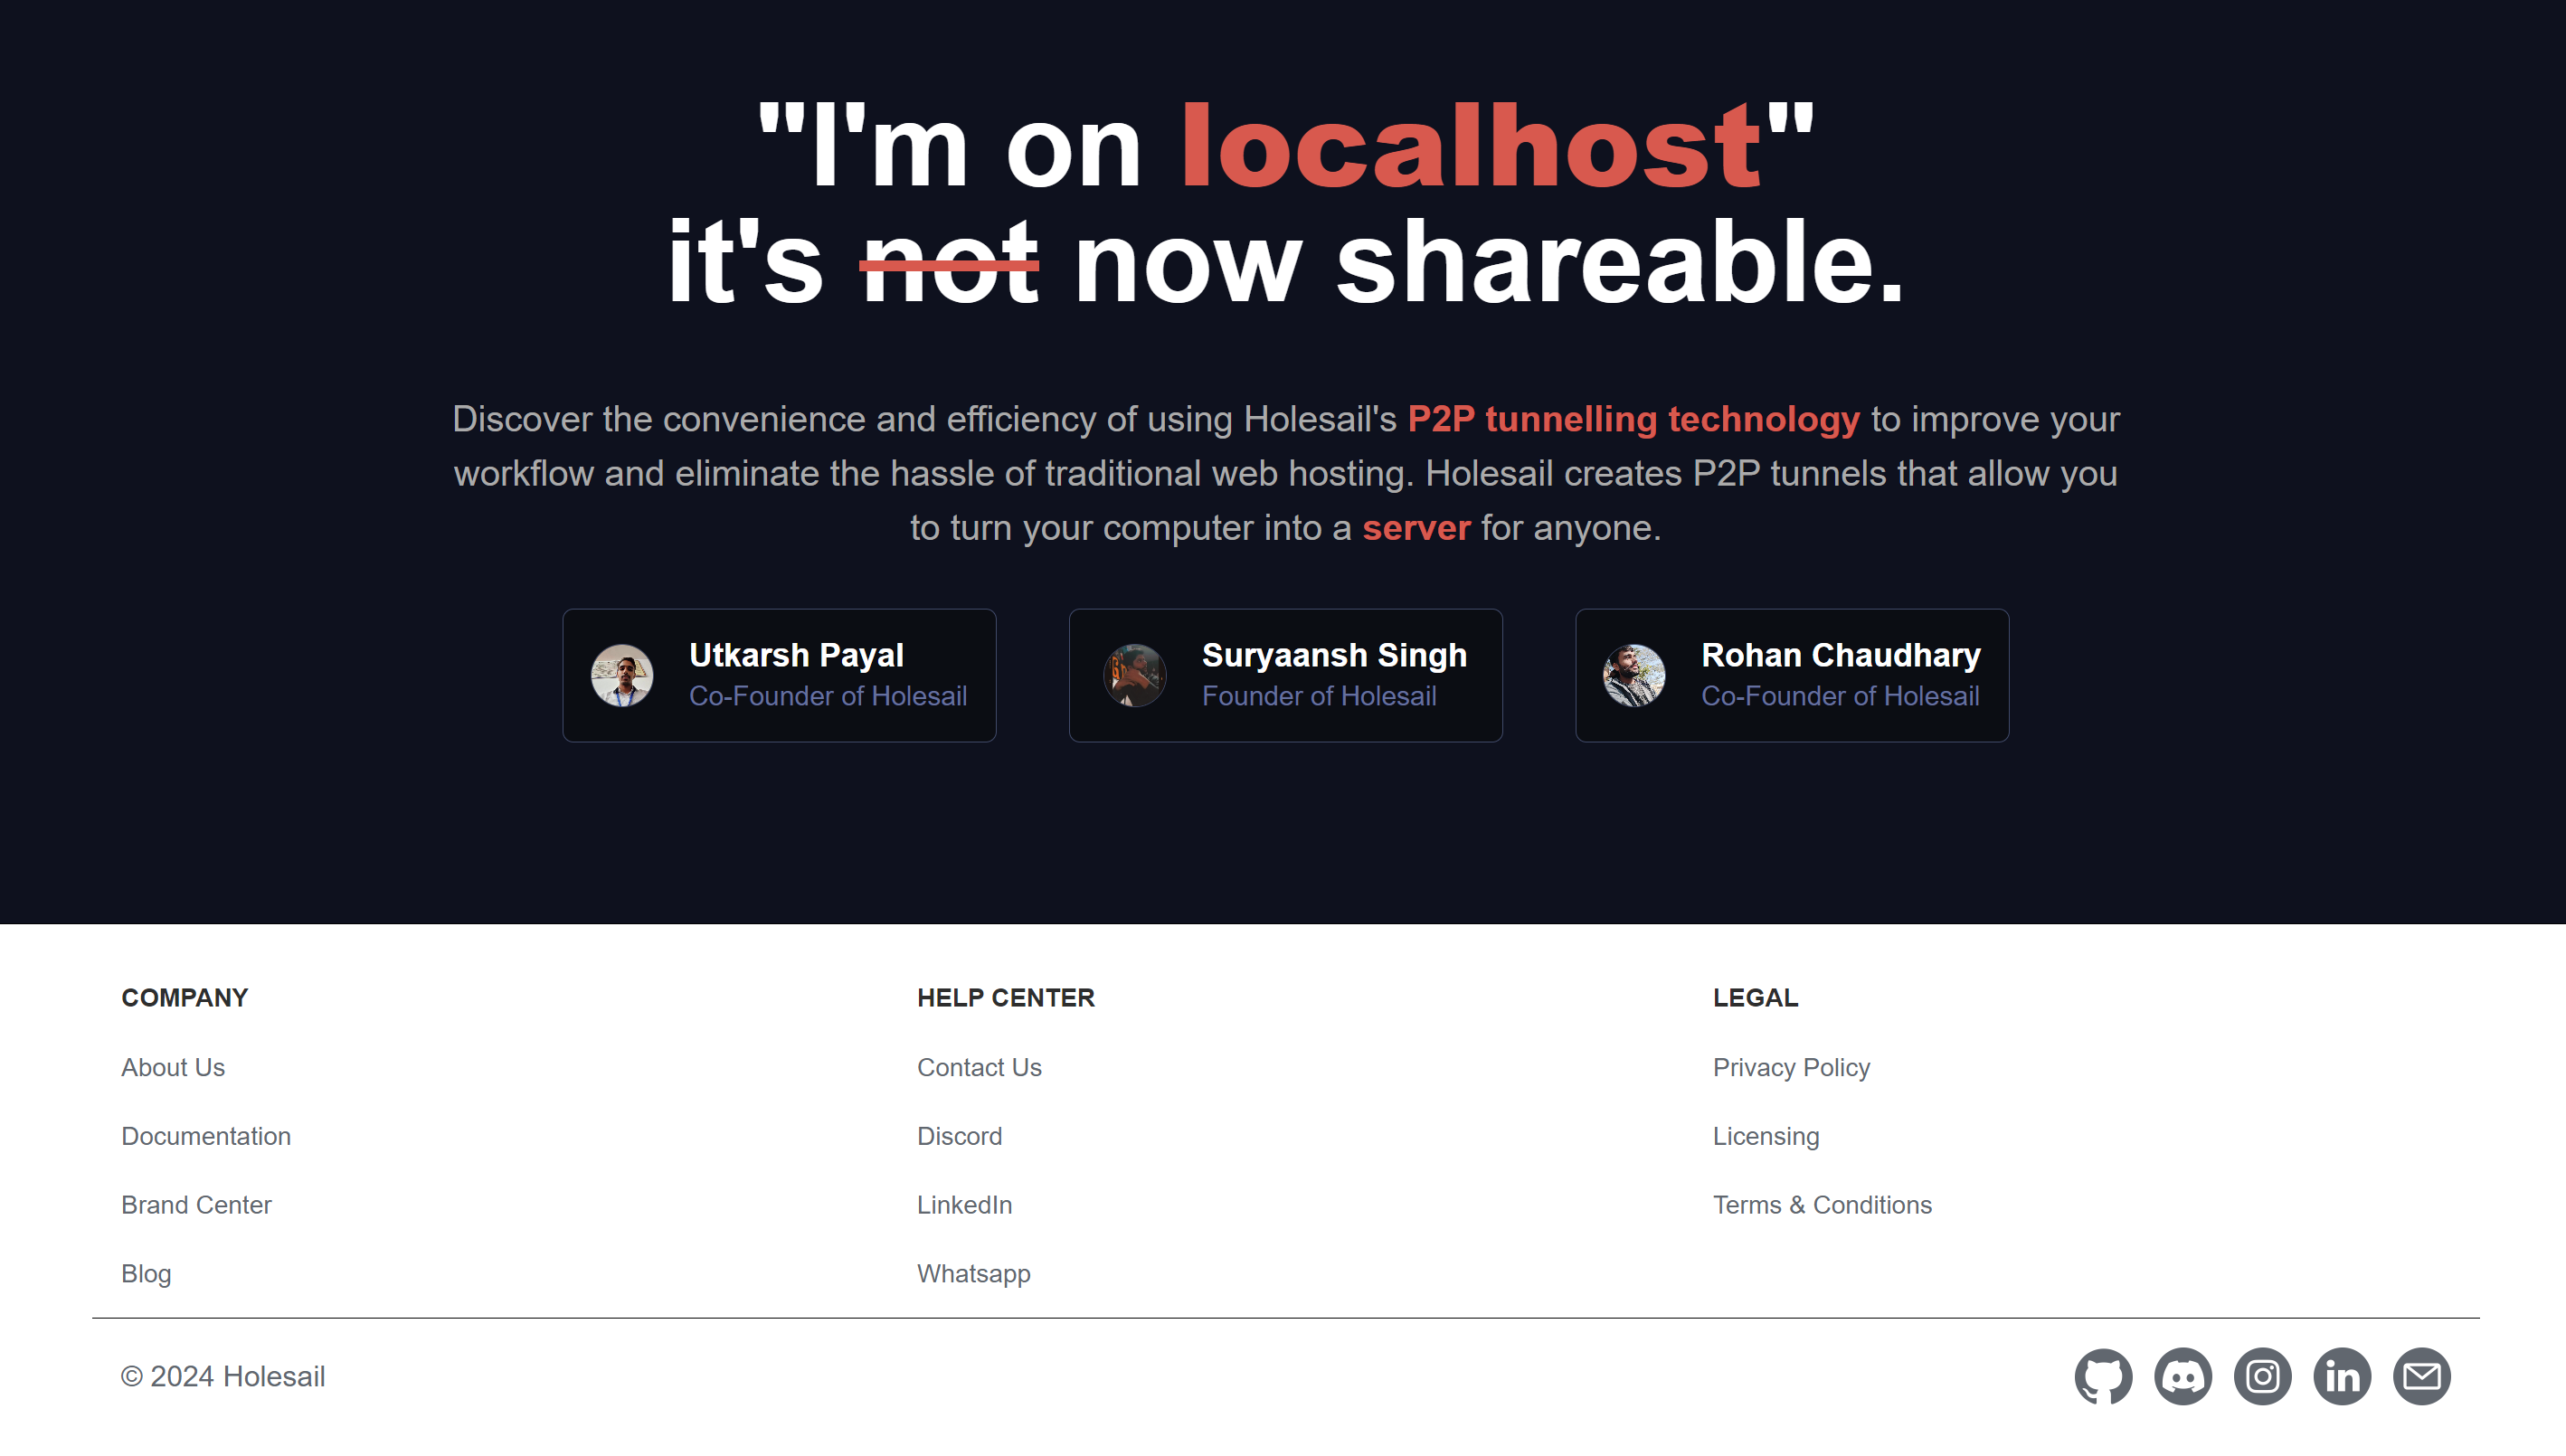 "I'm on localhost"
it's not now shareable.
Discover the convenience and efficiency of using Holesail's P2P tunnelling technology to improve your
workflow and eliminate the hassle of traditional web hosting. Holesail creates P2P tunnels that allow you
to turn your computer into a server for anyone.
Utkarsh Payal
Co-Founder of Holesail
Suryaansh Singh
Founder of Holesail
Rohan Chaudhary
Co-Founder of Holesail
COMPANY
About Us
Documentation
Brand Center
Blog
HELP CENTER
Contact Us
Discord
LinkedIn
Whatsapp
LEGAL
Privacy Policy
Licensing
Terms & Conditions
© 2024 Holesail